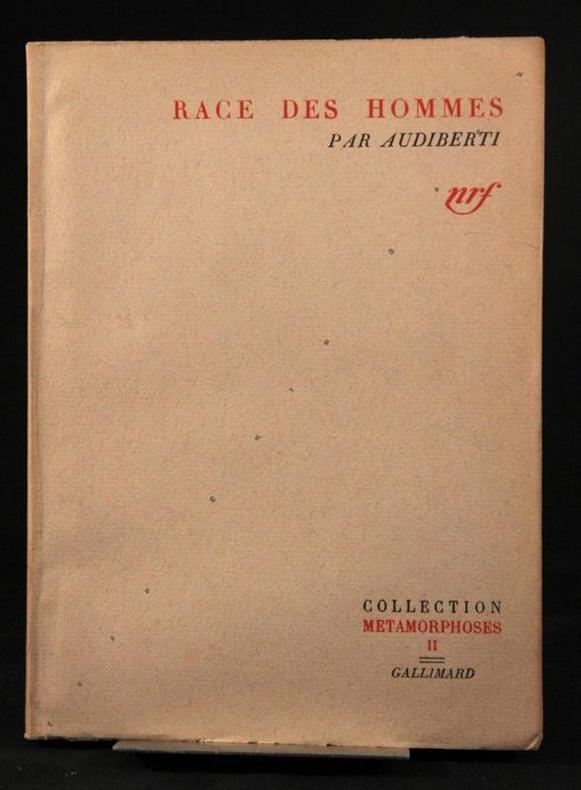 RACE DES HOMMES
PAR AUDIBERTI
nrf
COLLECTION
METAMORPHOSES
II
GALLIMARD